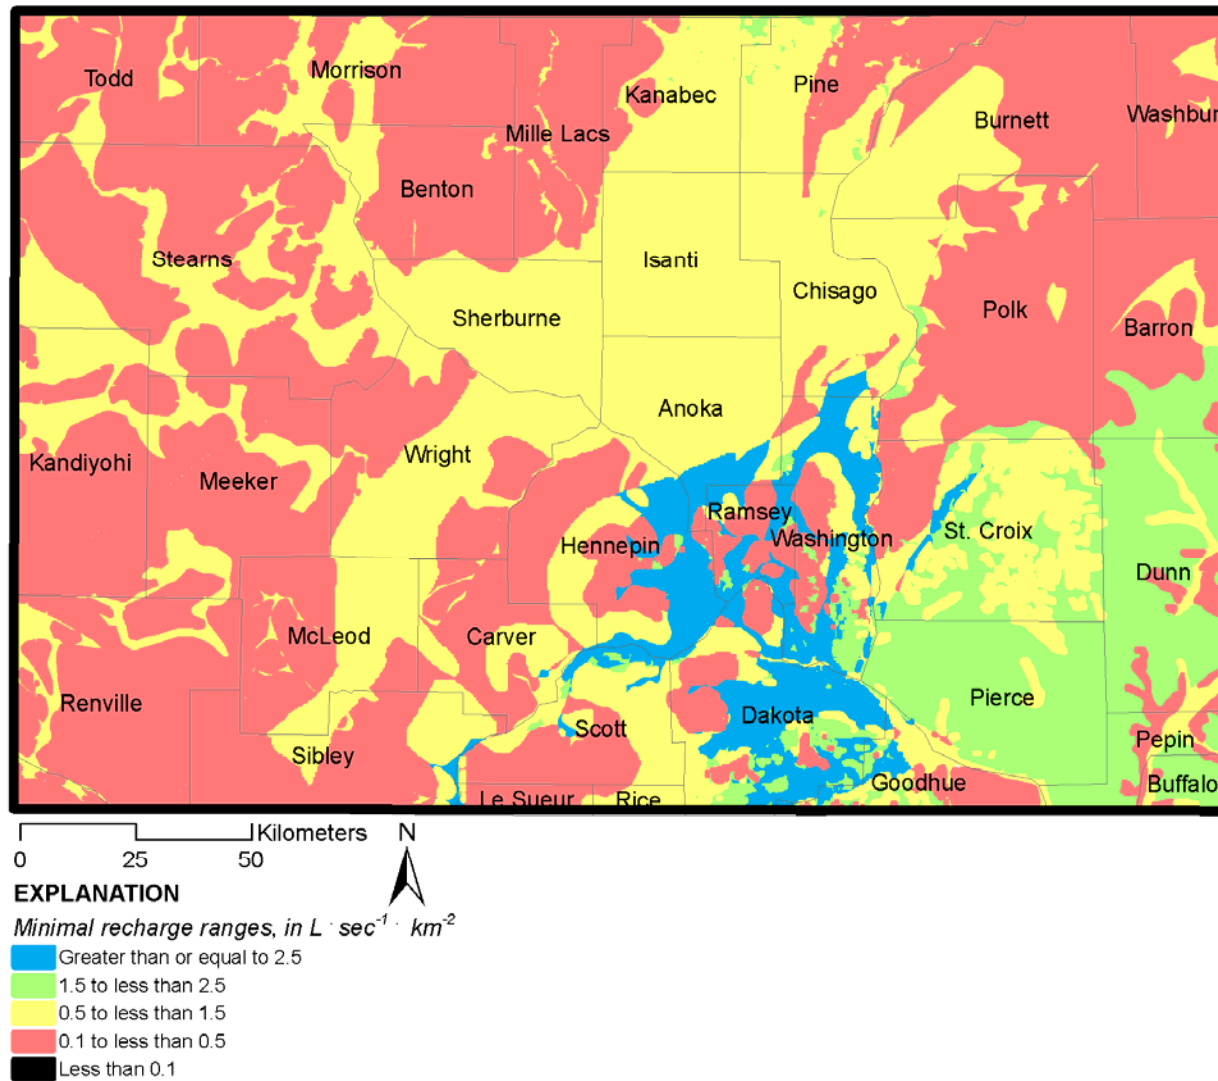 Todd
Morrison
Kanabec
Pine
Mille Lacs
Burnett
Washbur
Benton
Stearns
Isanti
Chisago
Sherburne
Polk
Barron
Anoka
Wright
Kandiyohi
Meeker
Ramsey
Hennepin
Washington
St. Croix
Dunn
McLeod
Carver
Renville
Pierce
Scott
Dakota
Sibley
Pepin
Goodhue
Buffalo
Le Sueur
Rice
Kilometers
N
0 25 50
EXPLANATION
Minimal recharge ranges, in L · sec-1 · km-2
Greater than or equal to 2.5
1.5 to less than 2.5
0.5 to less than 1.5
0.1 to less than 0.5
Less than 0.1